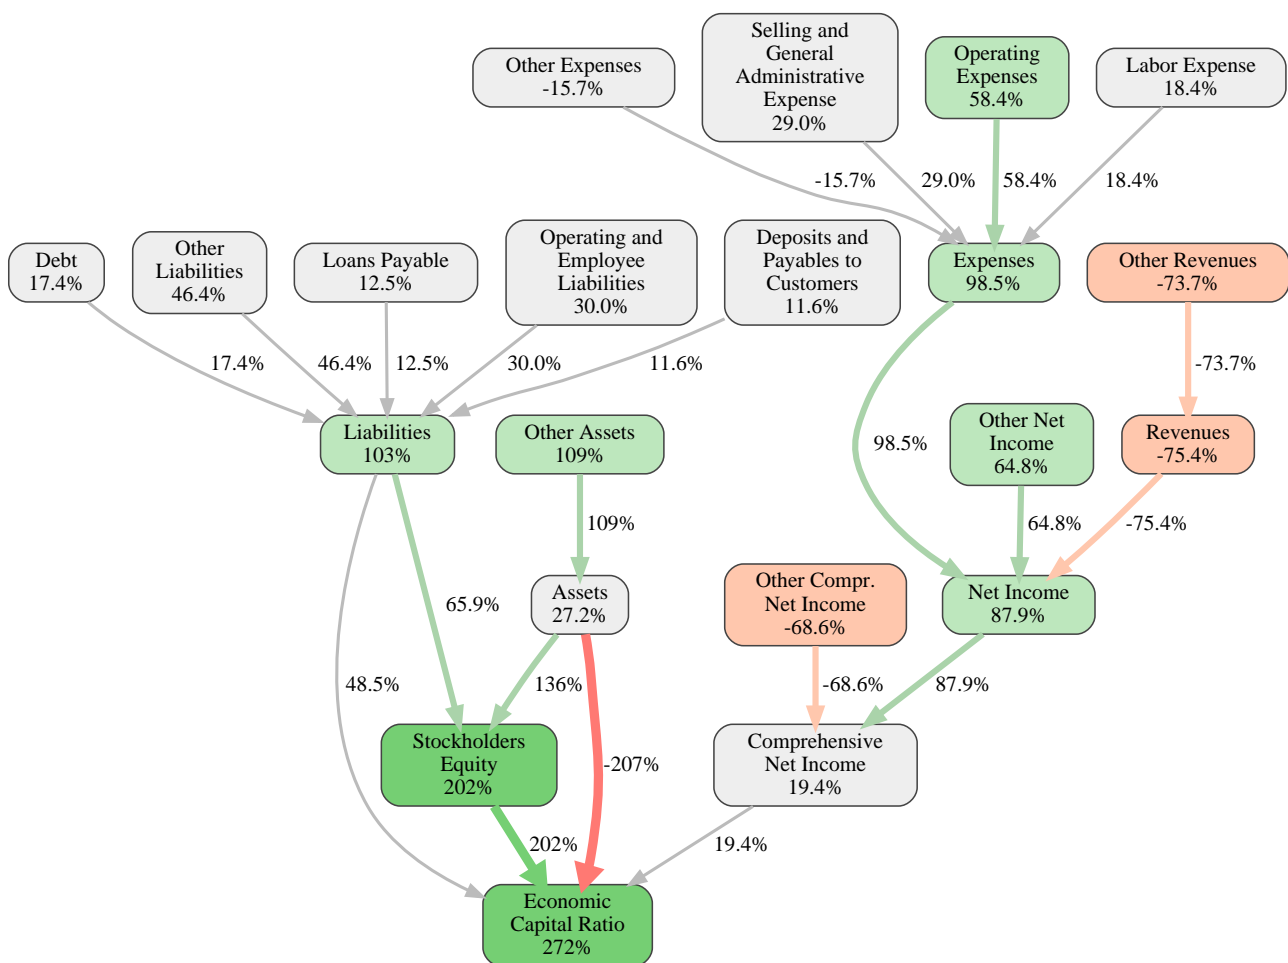 Selling and
General
Administrative
Expense
29.0%
Other Expenses
-15.7%
Operating
Expenses
58.4%
Labor Expense
18.4%
-15.7%
29.0%
58.4%
18.4%
Debt
17.4%
Other
Liabilities
46.4%
Loans Payable
12.5%
Operating and
Employee
Liabilities
30.0%
Deposits and
Payables to
Customers
11.6%
Expenses
98.5%
Other Revenues
-73.7%
17.4%
46.4%
12.5%
30.0%
11.6%
-73.7%
Liabilities
103%
Other Assets
109%
98.5%
Other Net
Income
64.8%
Revenues
-75.4%
109%
64.8%
-75.4%
65.9%
Assets
27.2%
Other Compr.
Net Income
-68.6%
Net Income
87.9%
48.5%
136%
-68.6%
87.9%
Stockholders
Equity
202%
-207%
Comprehensive
Net Income
19.4%
202%
19.4%
Economic
Capital Ratio
272%